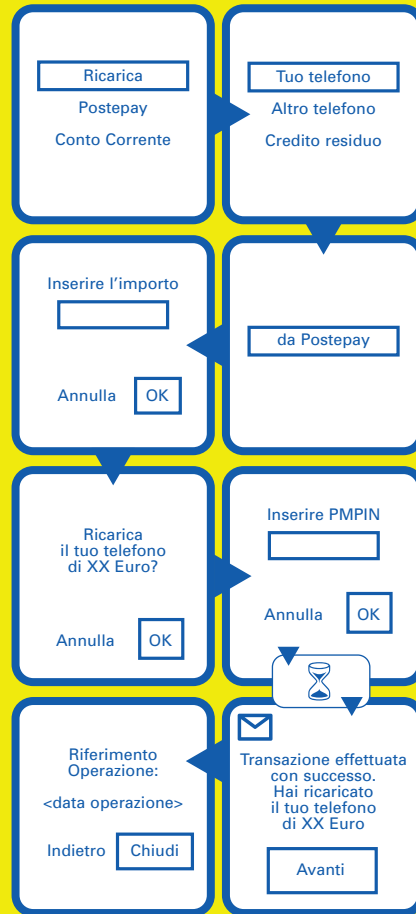 Ricarica
Postepay
Conto Corrente
Tuo telefono
Altro telefono
Credito residuo
da Postepay
Inserire l'importo
Annulla OK
Ricarica
il tuo telefono
di XX Euro?
Annulla OK
Inserire PMPIN
Annulla OK
Transazione effettuata
con successo.
Hai ricaricato
il tuo telefono
di XX Euro
Avanti
Riferimento
Operazione:
<data operazione>
Indietro Chiudi